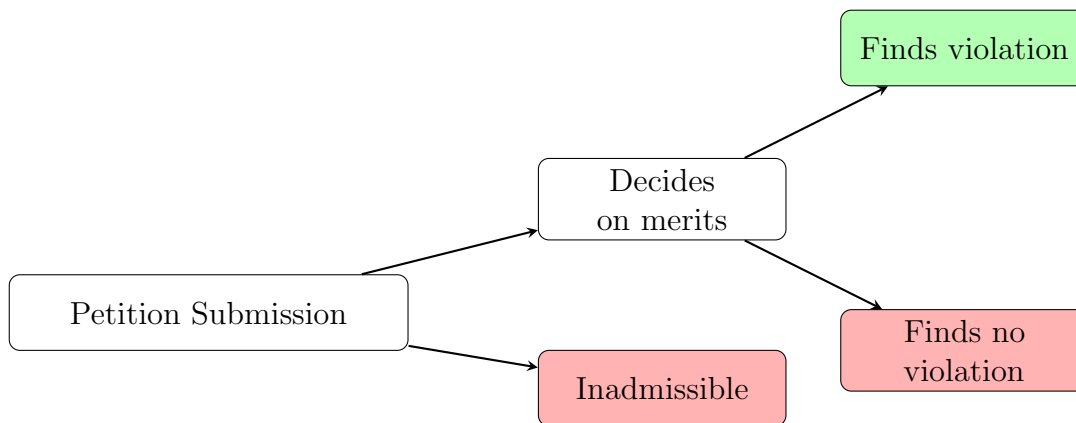 Finds violation
Decides
on merits
Petition Submission
Finds no
violation
Inadmissible